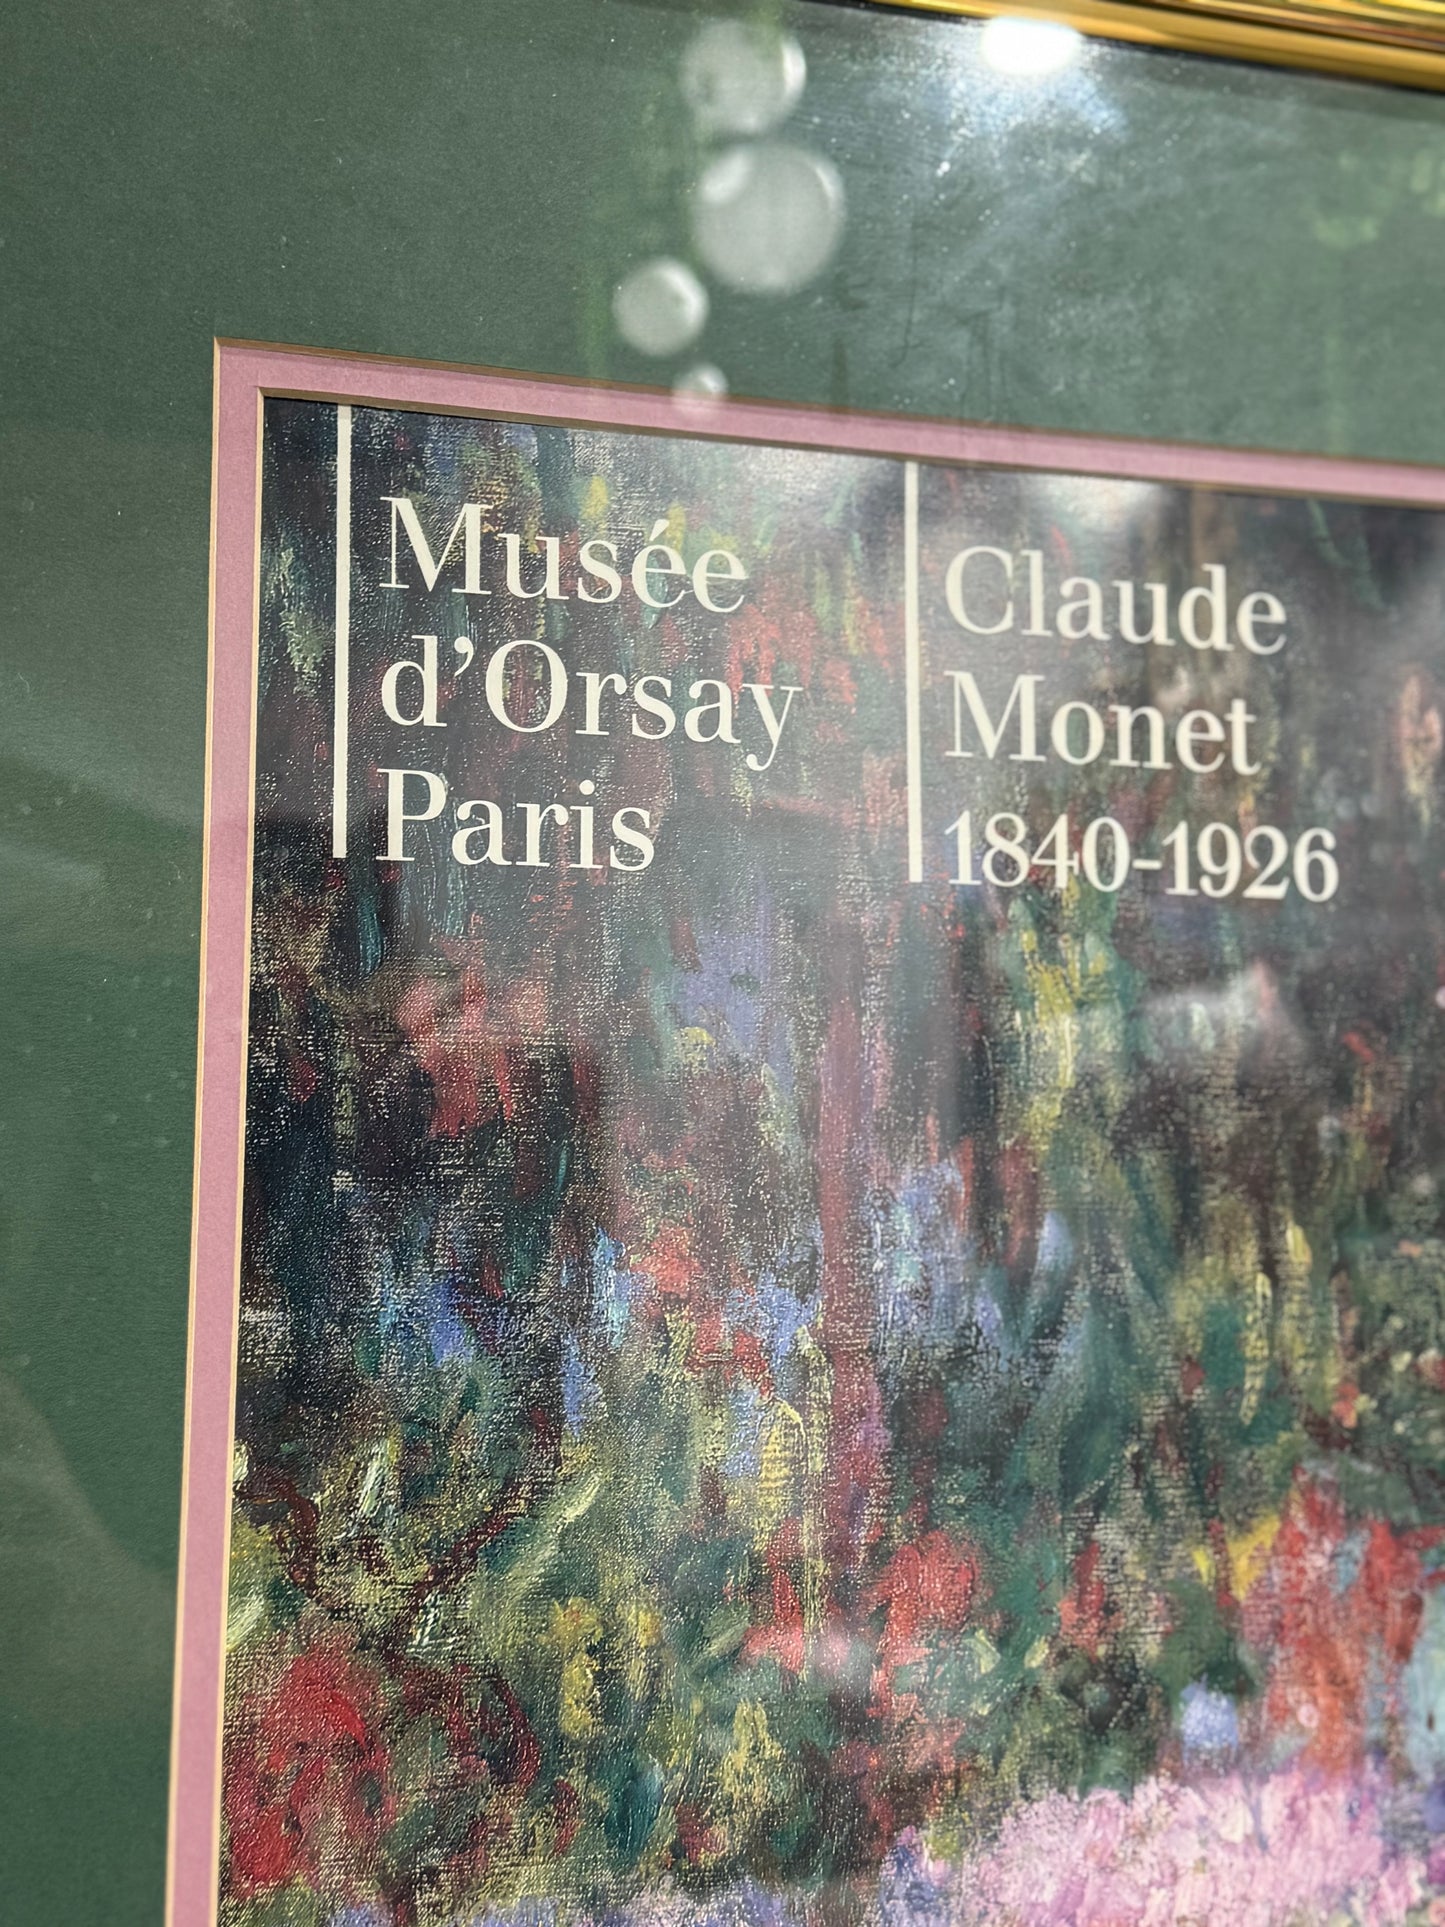 Musée
d’Orsay
Paris
Claude
Monet
1840-1926